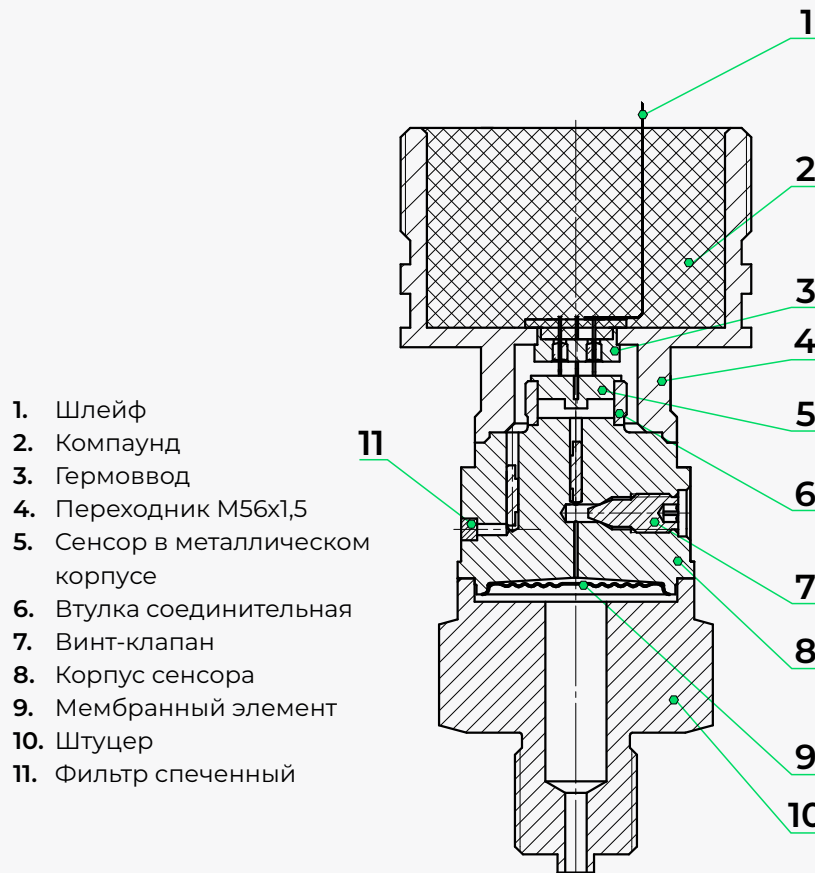 1
2
3
4
5
1. Шлейф
2. Компаунд
11
3. Гермоввод
6
4. Переходник М56х1,5
5. Сенсор в металлическом
корпусе
7
6. Втулка соединительная
7. Винт-клапан
8
8. Корпус сенсора
9. Мембранный элемент
10. Штуцер
9
11. Фильтр спеченный
10